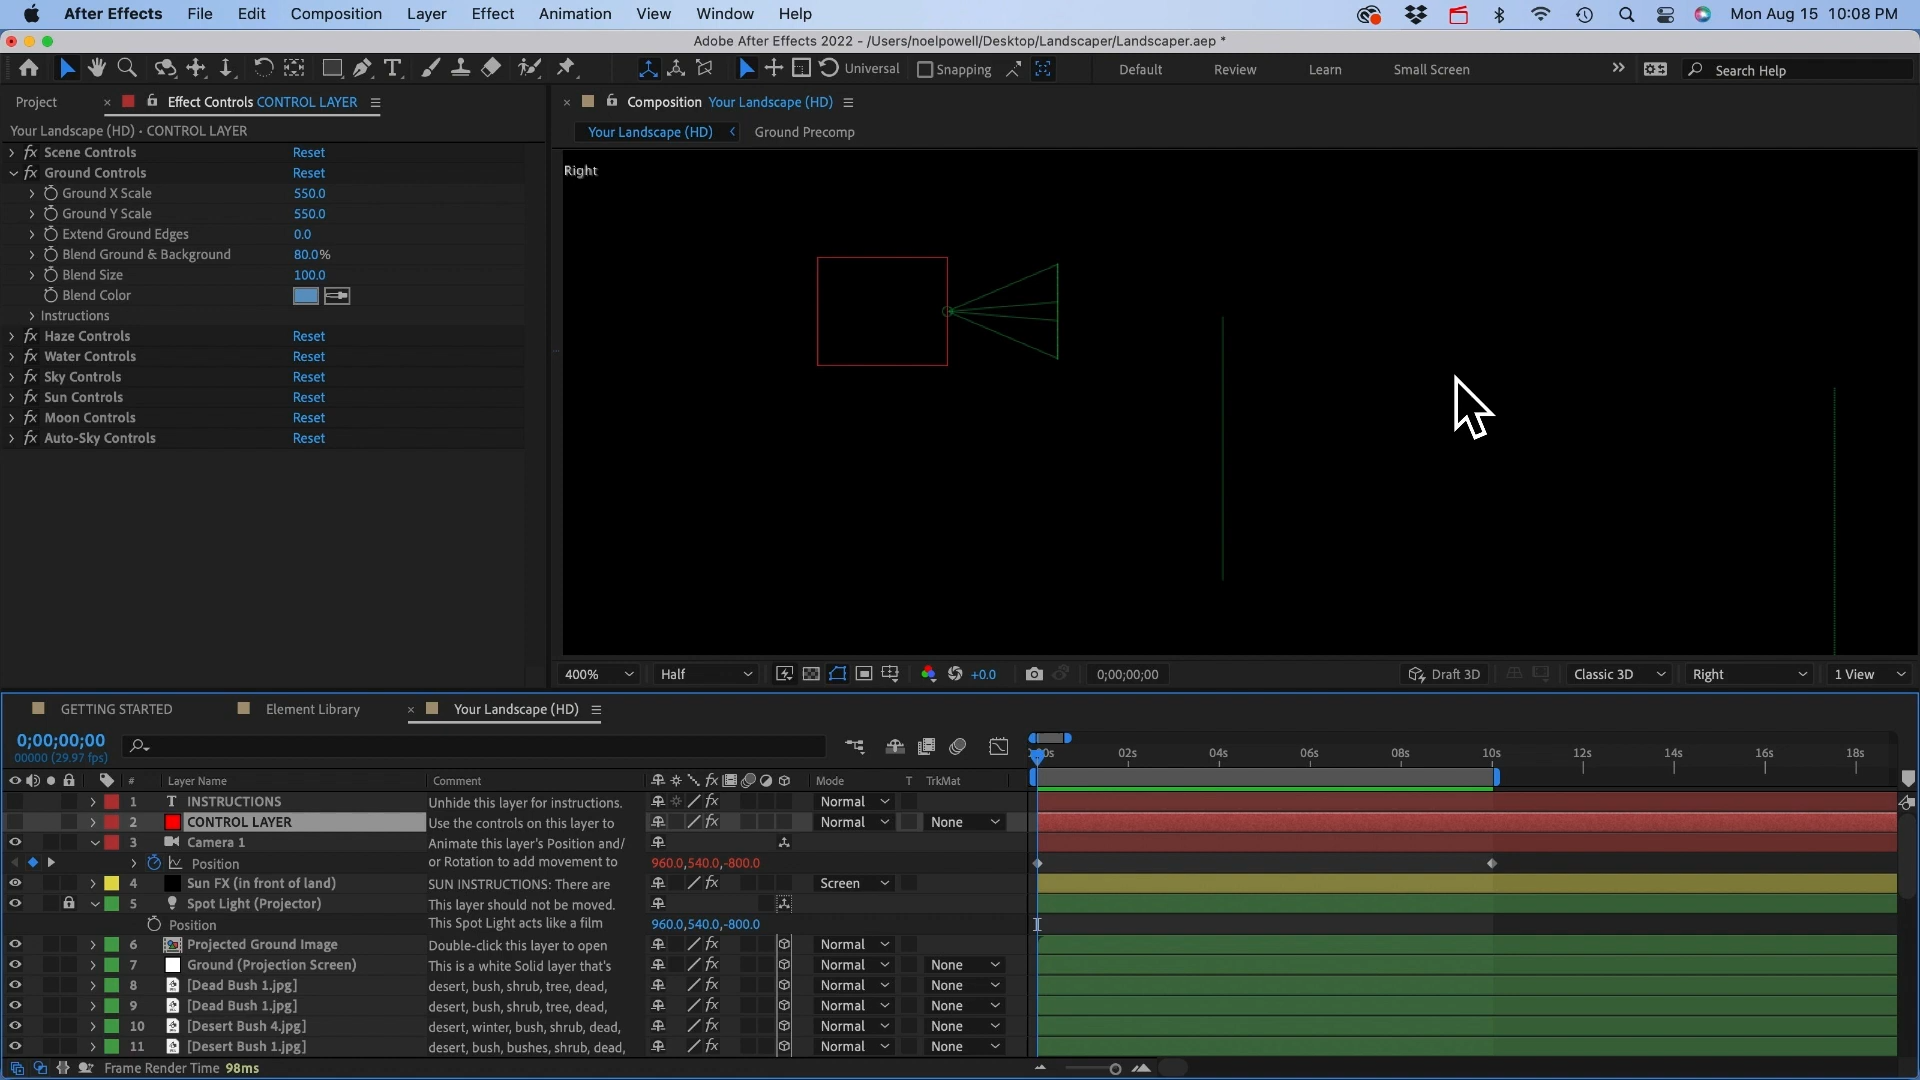 After Effects File Edit Composition Layer Effect Animation View Window Help Mon Aug 15 10:08 PM
Adobe After Effects 2022 - /Users/noelpowell/Desktop/Landscaper/Landscaper.aep *
Universal Snapping Default Review Learn Small Screen Search Help
Project Effect Controls CONTROL LAYER
Your Landscape (HD) • CONTROL LAYER
Scene Controls Reset
Ground Controls Reset
Ground X Scale 550.0
Ground Y Scale 550.0
Extend Ground Edges 0.0
Blend Ground & Background 80.0%
Blend Size 100.0
Blend Color
Instructions
Haze Controls Reset
Water Controls Reset
Sky Controls Reset
Sun Controls Reset
Moon Controls Reset
Auto-Sky Controls Reset
Composition Your Landscape (HD)
Your Landscape (HD) Ground Precomp
Right
400% Half +0.0 0;00;00;00 Draft 3D Classic 3D Right 1 View
GETTING STARTED Element Library Your Landscape (HD)
0;00;00;00
00000 (29.97 fps)
02s 04s 06s 08s 10s 12s 14s 16s 18s
# Layer Name Comment Mode T TrkMat
1 T INSTRUCTIONS Unhide this layer for instructions. Normal
2 CONTROL LAYER Use the controls on this layer to Normal None
3 Camera 1 Animate this layer's Position and/
Position or Rotation to add movement to 960.0,540.0,-800.0
4 Sun FX (in front of land) SUN INSTRUCTIONS: There are Screen
5 Spot Light (Projector) This layer should not be moved.
Position This Spot Light acts like a film 960.0,540.0,-800.0
6 Projected Ground Image Double-click this layer to open Normal
7 Ground (Projection Screen) This is a white Solid layer that's Normal None
8 [Dead Bush 1.jpg] desert, bush, shrub, tree, dead, Normal None
9 [Dead Bush 1.jpg] desert, bush, shrub, tree, dead, Normal None
10 [Desert Bush 4.jpg] desert, winter, bush, shrub, dead, Normal None
11 [Desert Bush 1.jpg] desert, bush, bushes, shrub, dead, Normal None
Frame Render Time 98ms